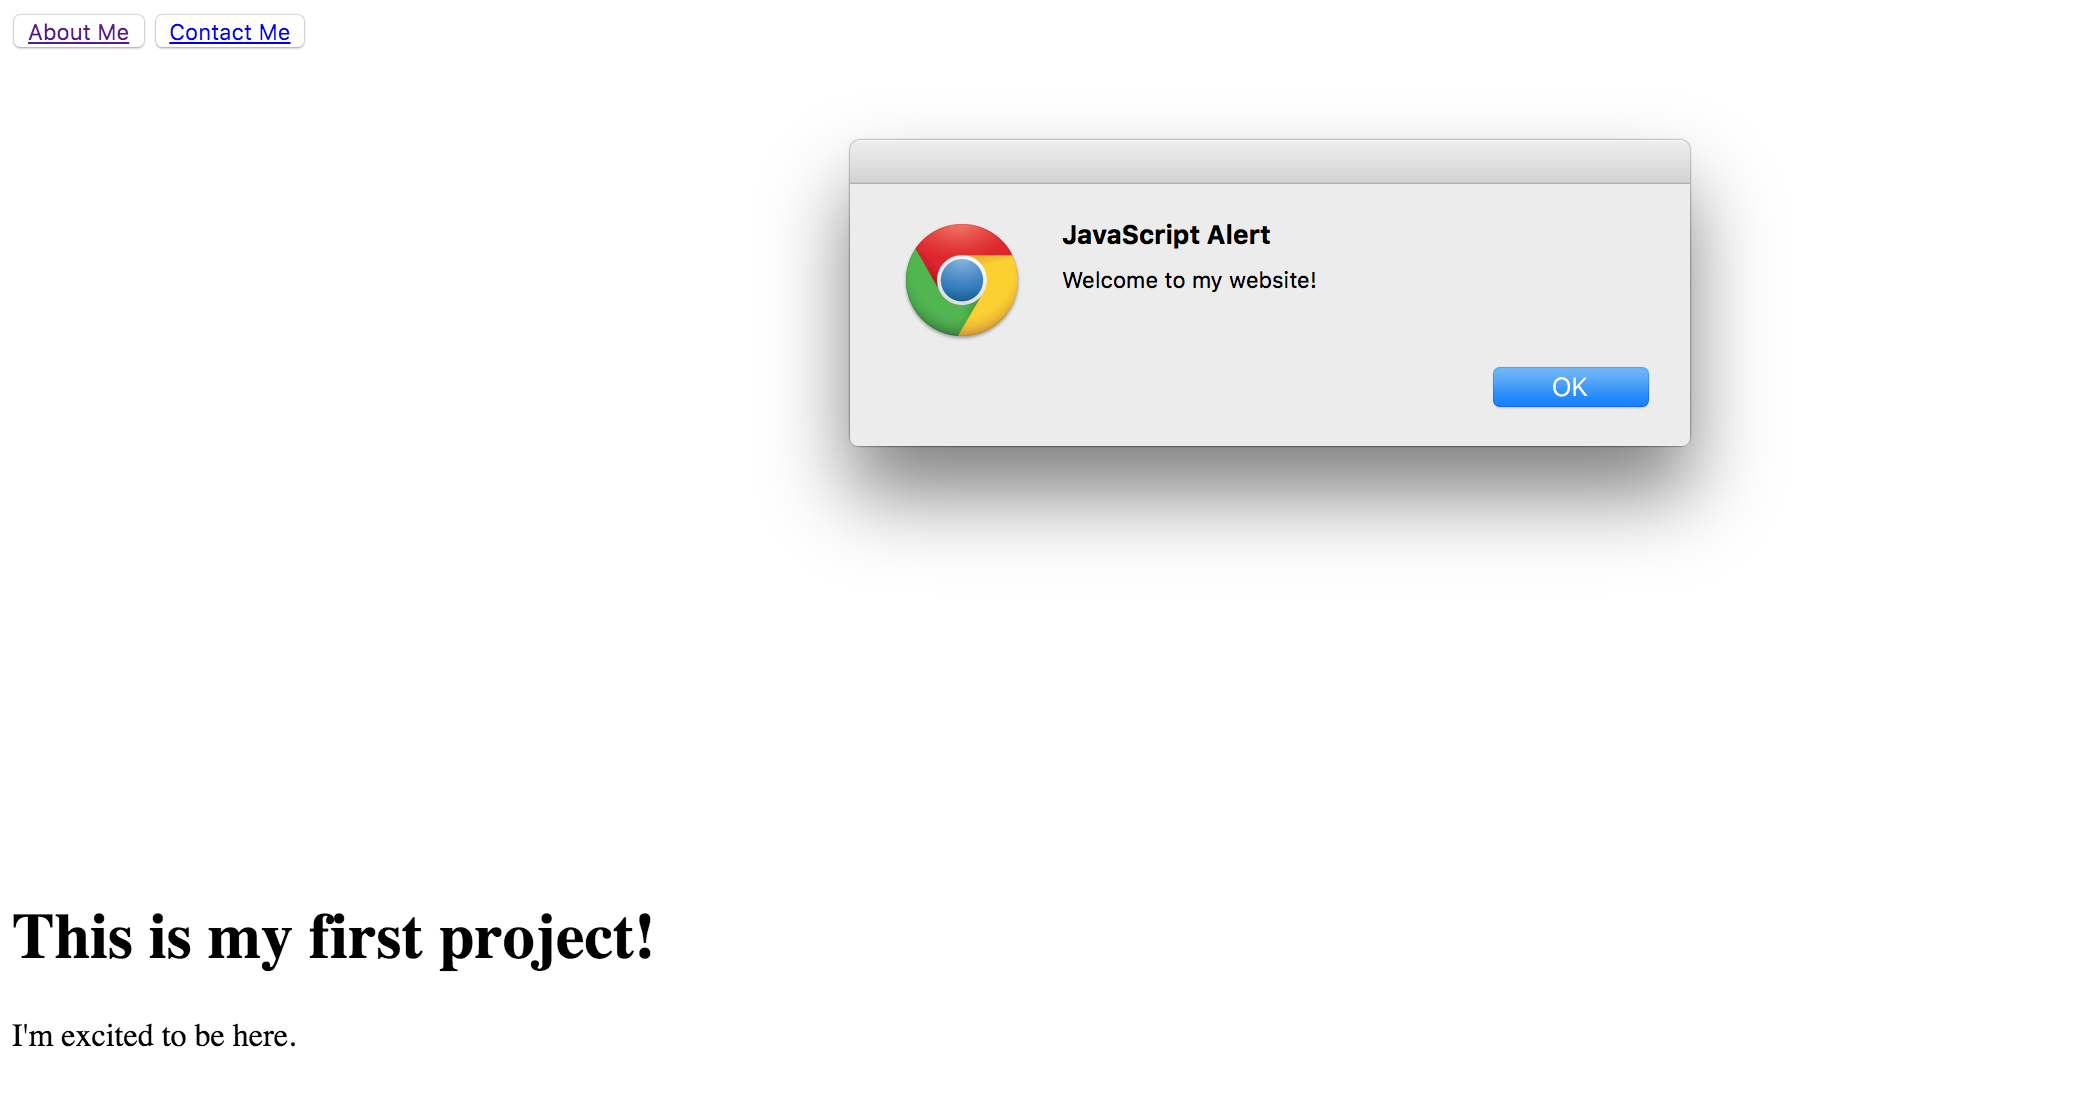 About Me Contact Me
JavaScript Alert
Welcome to my website!
OK
This is my first project!
I'm excited to be here.